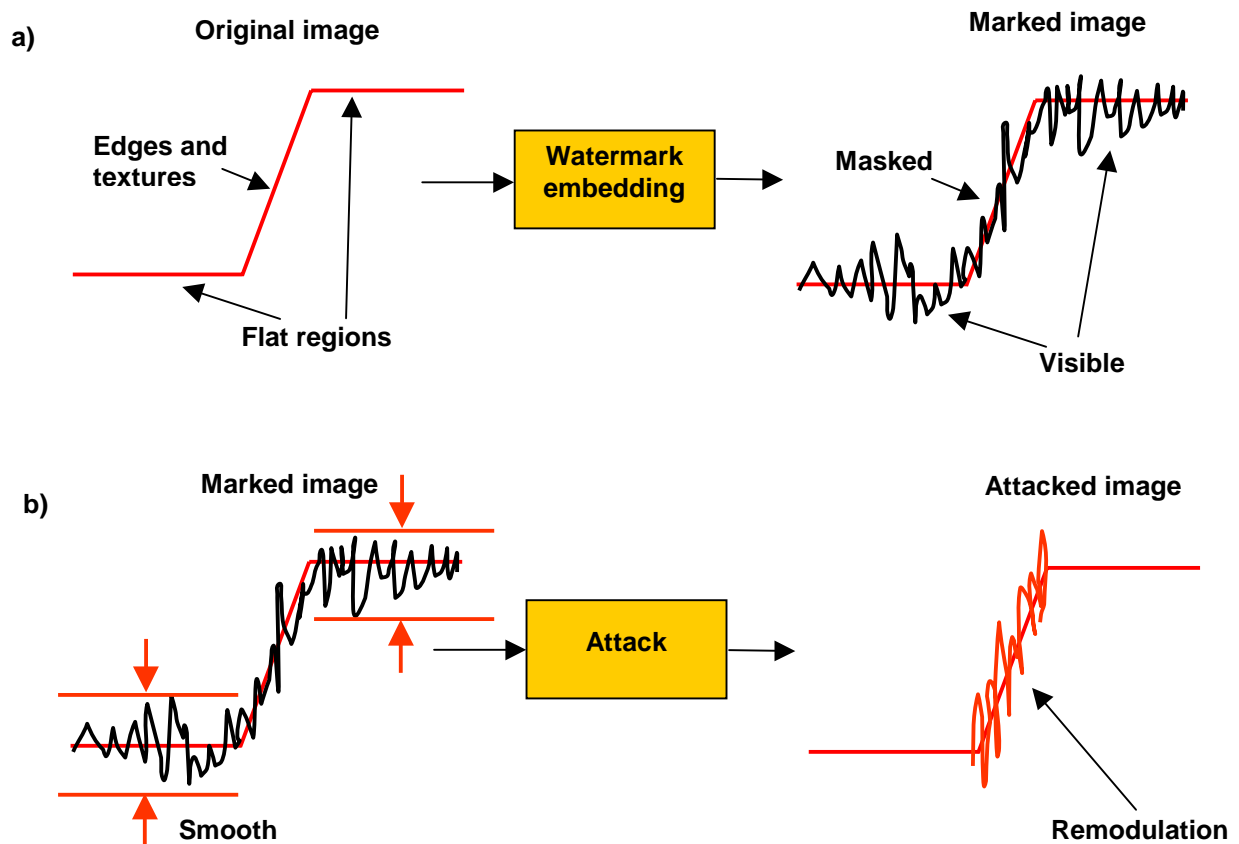 a)
Original image
Marked image
Edges and
textures
Watermark
embedding
Masked
Flat regions
Visible
b)
Marked image
Attacked image
Attack
Smooth
Remodulation